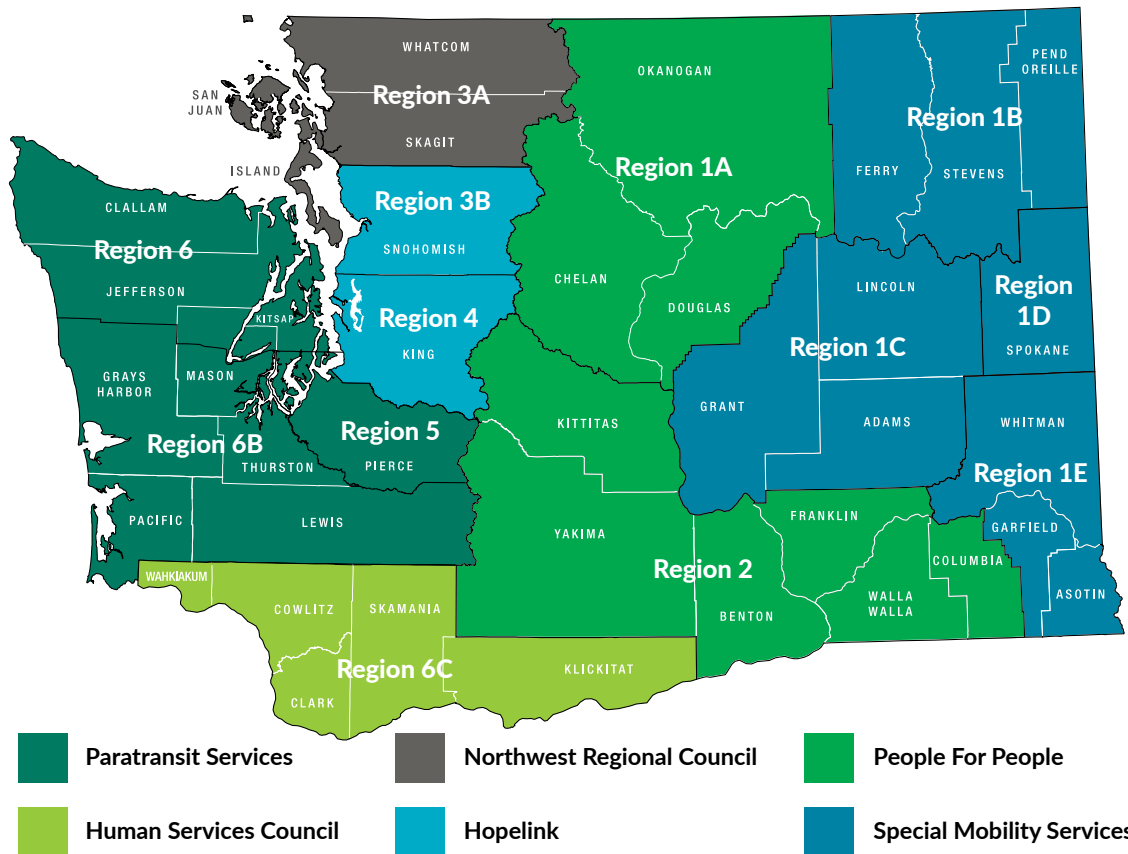 WHATCOM
OKANOGAN
PEND
OREILLE
SAN
JUAN
Region 3A
Region 1B
SKAGIT
ISLAND
Region 1A
FERRY
STEVENS
CLALLAM
Region 3B
Region 6
SNOHOMISH
JEFFERSON
CHELAN
DOUGLAS
LINCOLN
Region
1D
KITSAP
Region 4
KING
Region 1C
SPOKANE
GRAYS
HARBOR
MASON
KITTITAS
GRANT
ADAMS
WHITMAN
Region 6B
Region 5
THURSTON
PIERCE
Region 1E
PACIFIC
LEWIS
YAKIMA
FRANKLIN
GARFIELD
WAHKIAKUM
Region 2
COLUMBIA
COWLITZ
SKAMANIA
BENTON
WALLA
WALLA
ASOTIN
Region 6C
KLICKITAT
CLARK
Paratransit Services
Northwest Regional Council
People For People
Human Services Council
Hopelink
Special Mobility Services